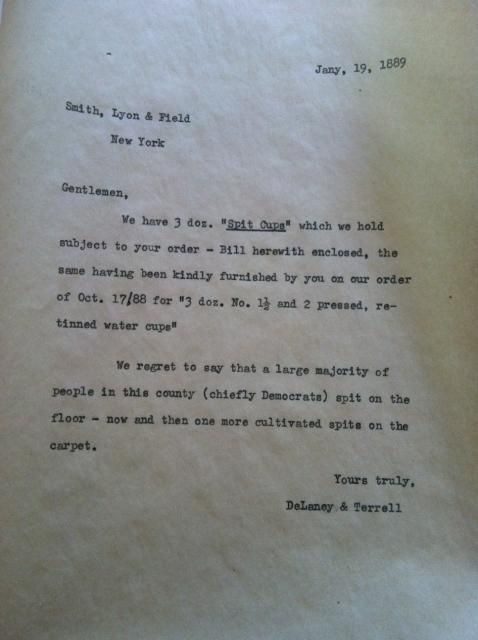 Jany, 19, 1889
Smith, Lyon & Field
New York
Gentlemen,
We have 3 doz. "Spit Cups" which we hold
subject to your order - Bill herewith enclosed, the
same having been kindly furnished by you on our order
of Oct. 17/88 for "3 doz. No. 1½ and 2 pressed, re-
tinned water cups"
We regret to say that a large majority of
people in this county (chiefly Democrats) spit on the
floor - now and then one more cultivated spits on the
carpet.
Yours truly,
DeLaney & Terrell